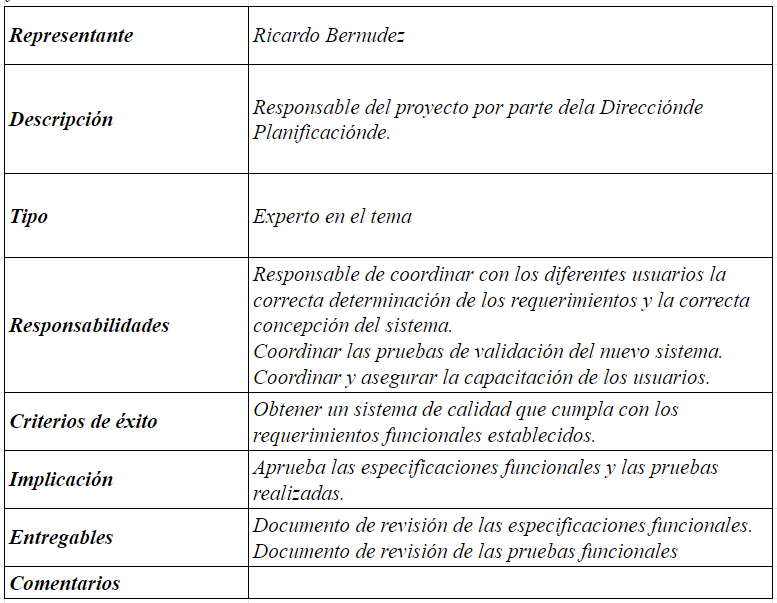 Representante
Ricardo Bernudez
Descripción
Responsable del proyecto por parte dela Direcciónde
Planificaciónde.
Tipo
Experto en el tema
Responsabilidades
Responsable de coordinar con los diferentes usuarios la
correcta determinación de los requerimientos y la correcta
concepción del sistema.
Coordinar las pruebas de validación del nuevo sistema.
Coordinar y asegurar la capacitación de los usuarios.
Criterios de éxito
Obtener un sistema de calidad que cumpla con los
requerimientos funcionales establecidos.
Implicación
Aprueba las especificaciones funcionales y las pruebas
realizadas.
Entregables
Documento de revisión de las especificaciones funcionales.
Documento de revisión de las pruebas funcionales
Comentarios